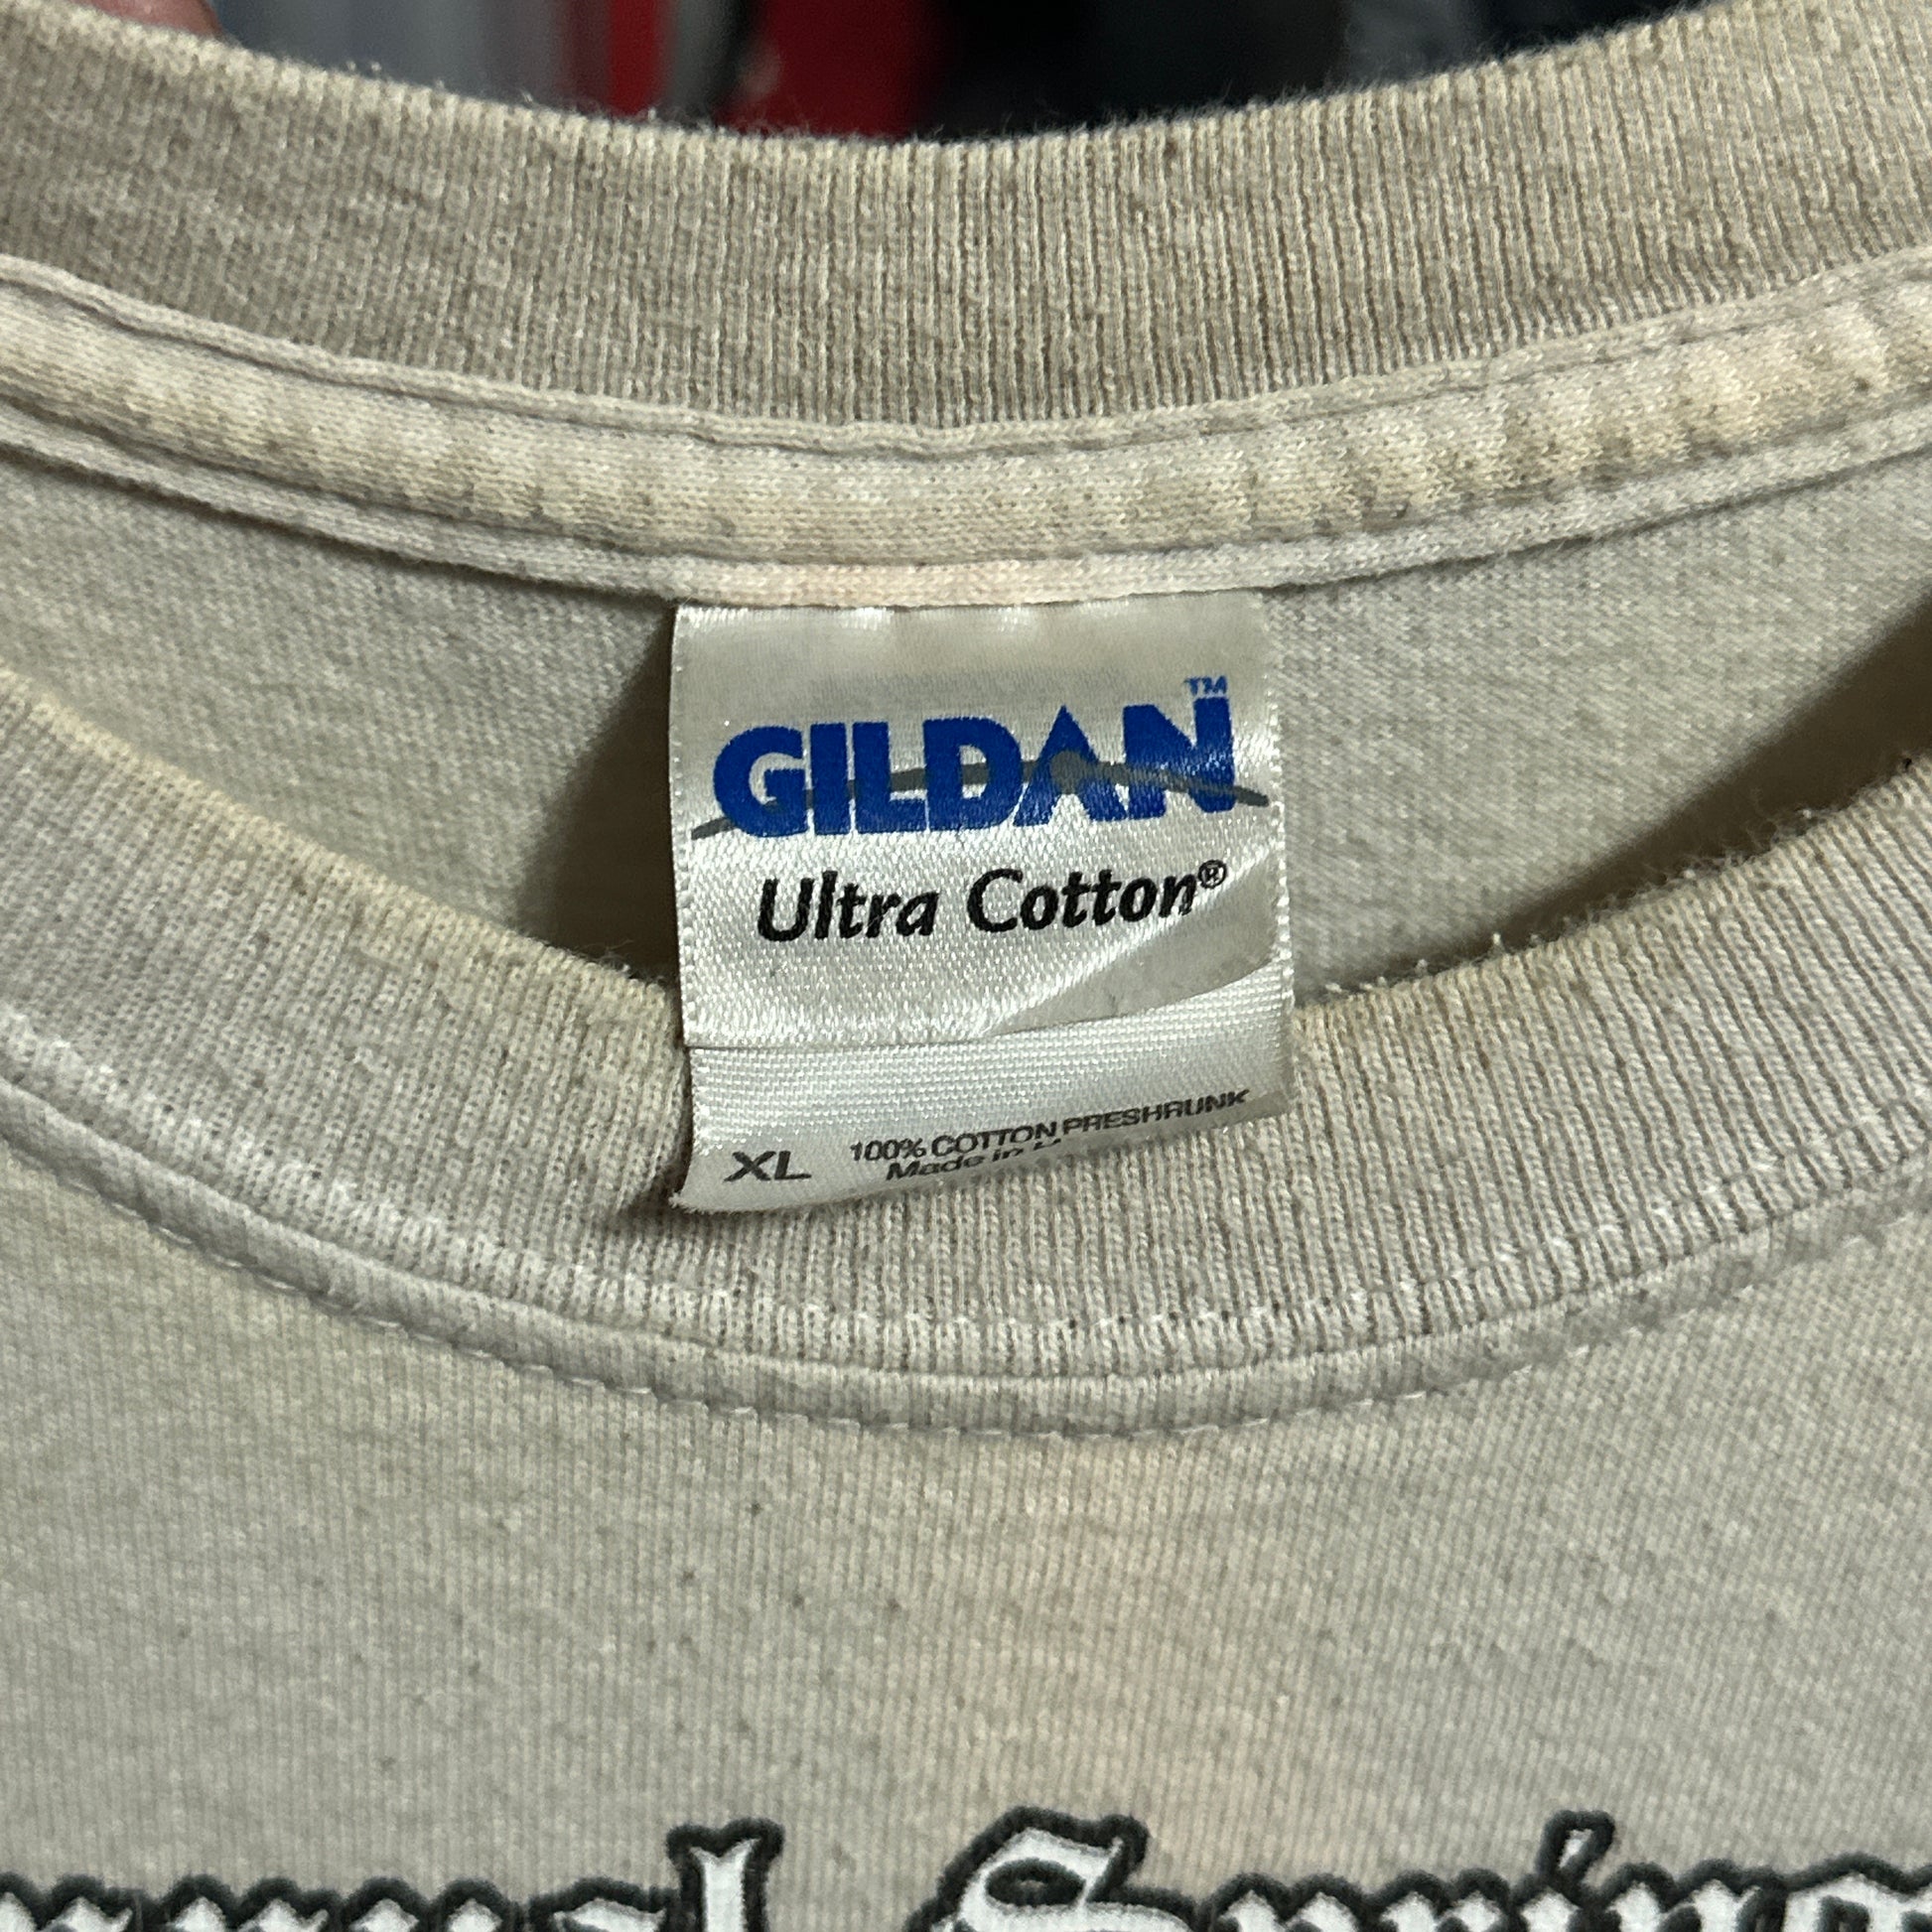 GILDAN™
Ultra Cotton®
XL 100% COTTON PRESHRUNK
Made in